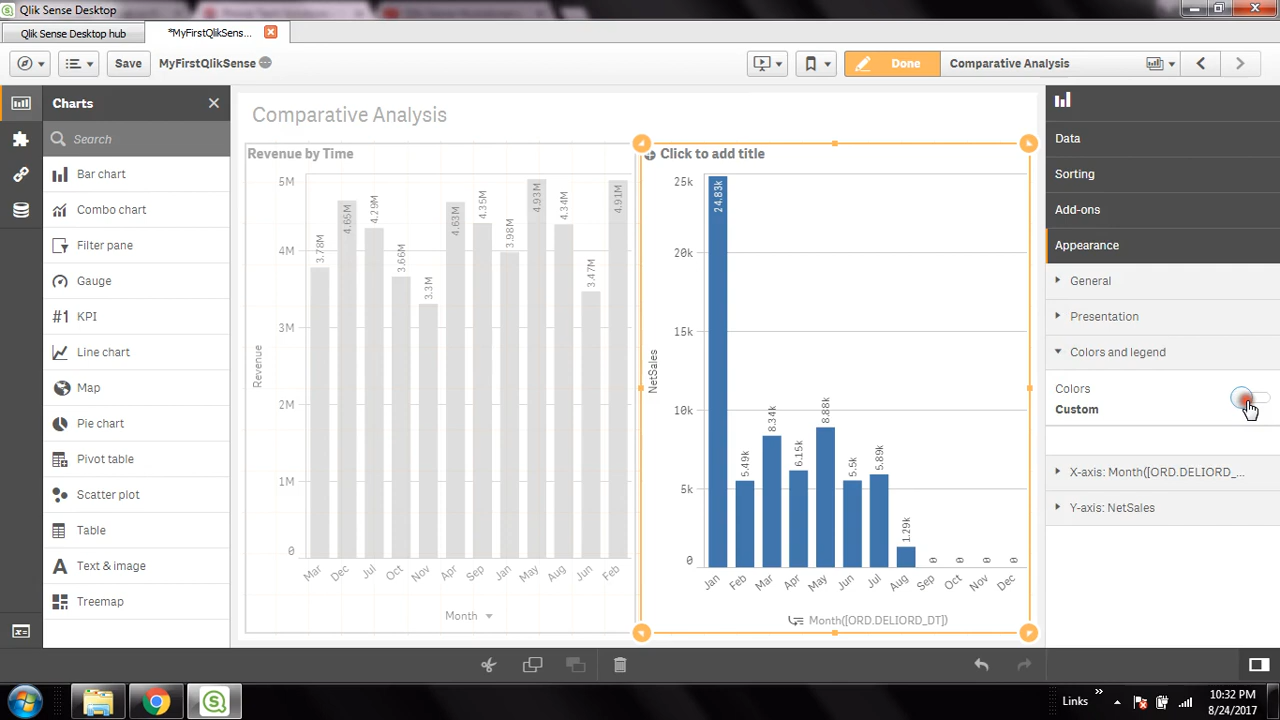 Qlik Sense Desktop
Qlik Sense Desktop hub
*MyFirstQlikSens...
Save
MyFirstQlikSense
Done
Comparative Analysis
Charts
Search
Bar chart
Combo chart
Filter pane
Gauge
#1 KPI
Line chart
Map
Pie chart
Pivot table
Scatter plot
Table
Text & image
Treemap
Comparative Analysis
Revenue by Time
5M
4M
3M
2M
1M
0
Revenue
3.78M
4.65M
4.29M
3.66M
3.3M
4.63M
4.35M
3.98M
4.93M
4.34M
3.47M
4.91M
Mar
Dec
Jul
Oct
Nov
Apr
Sep
Jan
May
Aug
Jun
Feb
Month
Click to add title
25k
20k
15k
10k
5k
0
NetSales
24.83k
5.49k
8.34k
6.15k
8.88k
5.5k
5.89k
1.29k
0
0
0
0
Jan
Feb
Mar
Apr
May
Jun
Jul
Aug
Sep
Oct
Nov
Dec
Month([ORD.DELIORD_DT)
Data
Sorting
Add-ons
Appearance
General
Presentation
Colors and legend
Colors
Custom
X-axis: Month([ORD.DELIORD_...
Y-axis: NetSales
Links
10:32 PM
8/24/2017